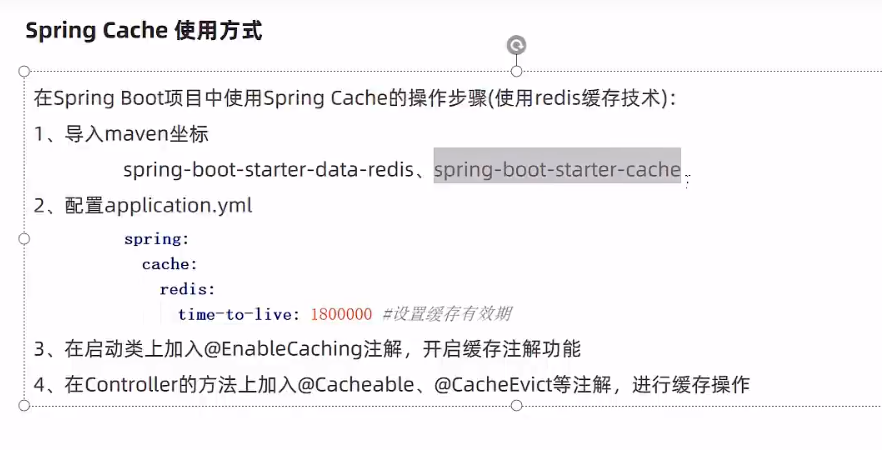 Spring Cache 使用方式
在Spring Boot项目中使用Spring Cache的操作步骤(使用redis缓存技术)：
1、导入maven坐标
spring-boot-starter-data-redis、spring-boot-starter-cache
2、配置application.yml
spring:
cache:
redis:
time-to-live: 1800000 #设置缓存有效期
3、在启动类上加入@EnableCaching注解，开启缓存注解功能
4、在Controller的方法上加入@Cacheable、@CacheEvict等注解，进行缓存操作